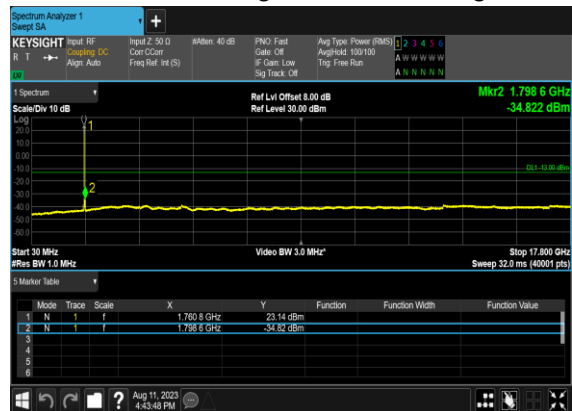 Spectrum Analyzer 1
Swept SA
+
KEYSIGHT Input: RF Input Z: 50 Ω #Atten: 40 dB PNO: Fast Avg Type: Power (RMS) 1 2 3 4 5 6
R T Coupling: DC Corr CCorr Gate: Off Avg|Hold: 100/100 A W W W W W
Align: Auto Freq Ref: Int (S) IF Gain: Low Trig: Free Run
LW Sig Track: Off A N N N N N
1 Spectrum Ref Lvl Offset 8.00 dB Mkr2 1.798 6 GHz
Scale/Div 10 dB Ref Level 30.00 dBm -34.822 dBm
Log
1
20.0
10.0
0.00
-10.0
DL1 -13.00 dBm
-20.0
2
-30.0
-40.0
-50.0
-60.0
Start 30 MHz Video BW 3.0 MHz* Stop 17.800 GHz
#Res BW 1.0 MHz Sweep 32.0 ms (40001 pts)
5 Marker Table
Mode Trace Scale X Y Function Function Width Function Value
1 N 1 f 1.760 8 GHz 23.14 dBm
2 N 1 f 1.798 6 GHz -34.82 dBm
3
4
5
6
? Aug 11, 2023
4:43:48 PM